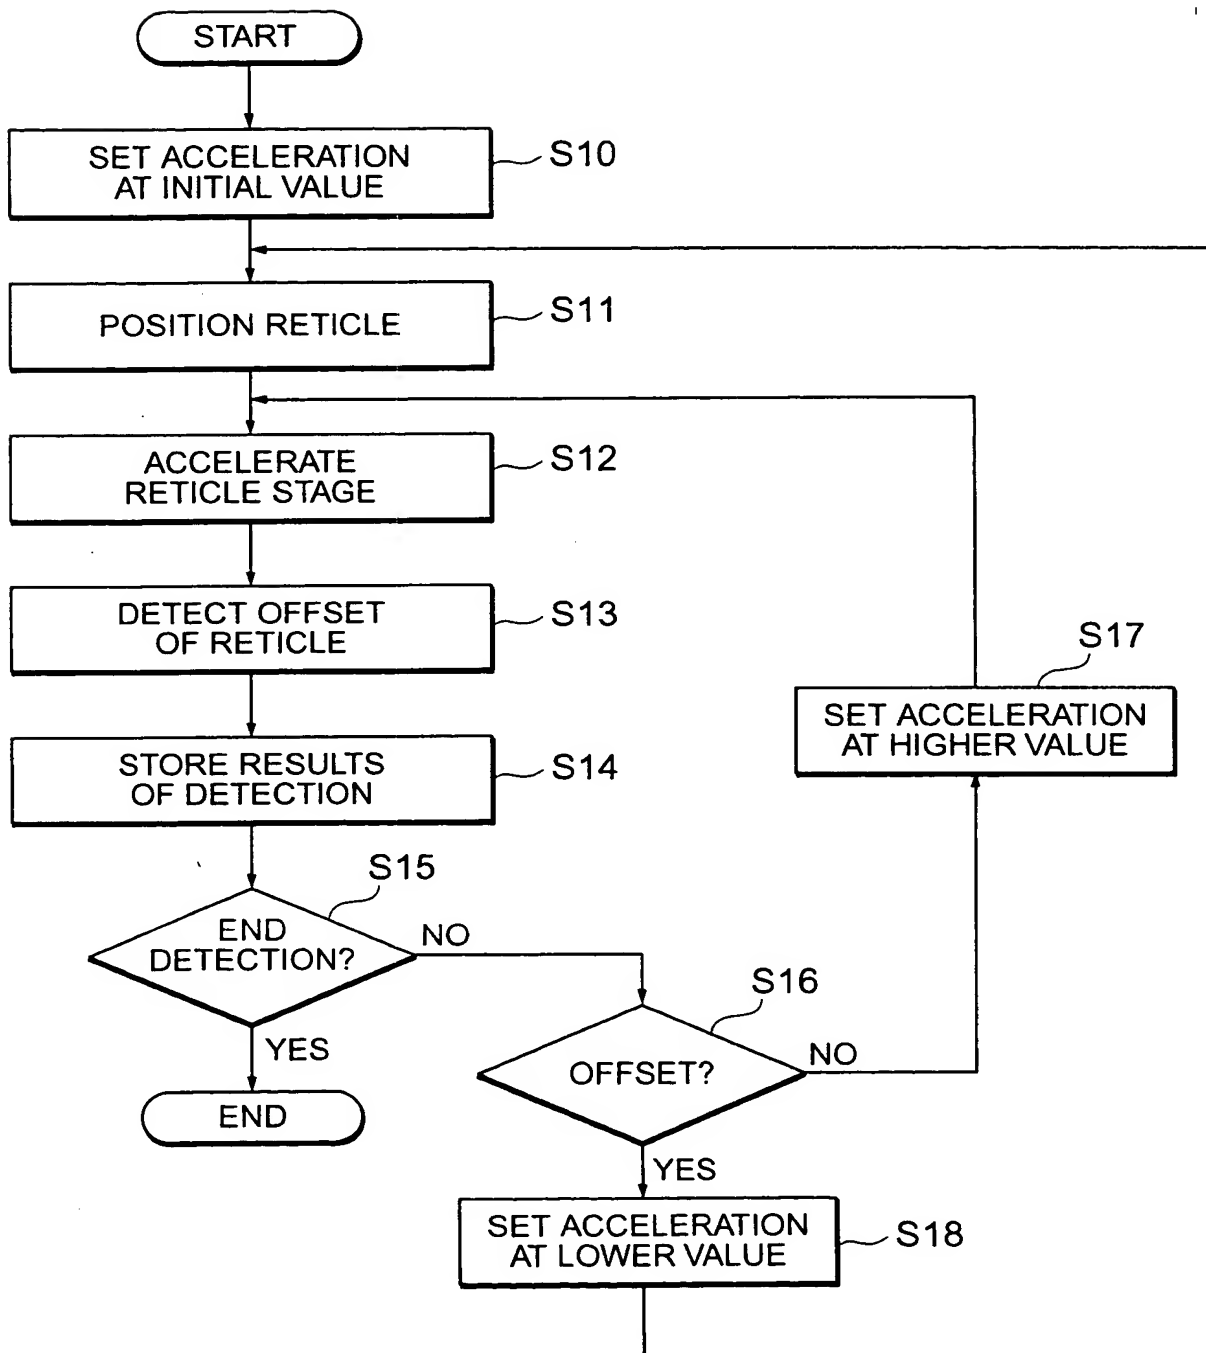 START
SET ACCELERATION
AT INITIAL VALUE
S10
POSITION RETICLE
S11
ACCELERATE
RETICLE STAGE
S12
DETECT OFFSET
OF RETICLE
S13
S17
SET ACCELERATION
AT HIGHER VALUE
STORE RESULTS
OF DETECTION
S14
S15
END
DETECTION?
NO
YES
END
S16
OFFSET?
NO
YES
SET ACCELERATION
AT LOWER VALUE
S18